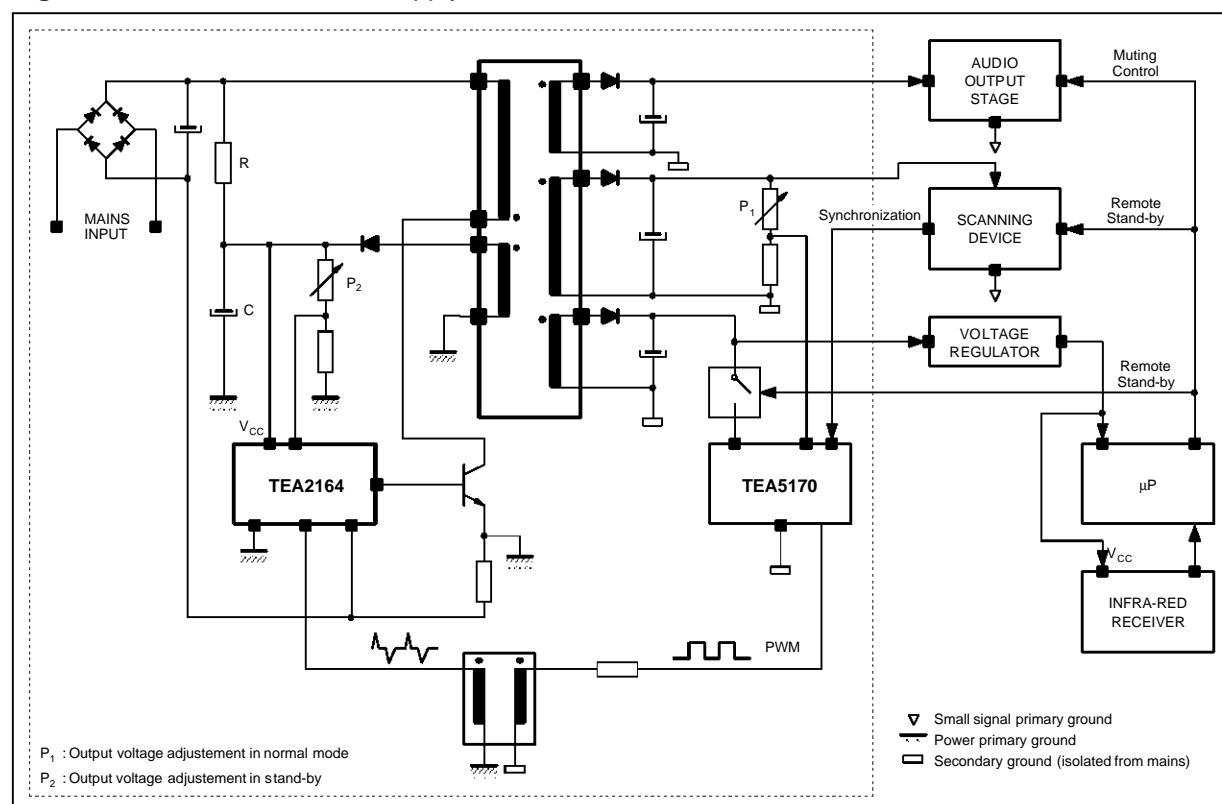 AUDIO
OUTPUT
STAGE
Muting
Control
R
MAINS
INPUT
P1
Synchronization
SCANNING
DEVICE
Remote
Stand-by
P2
C
VOLTAGE
REGULATOR
Remote
Stand-by
VCC
TEA2164
TEA5170
µP
VCC
INFRA-RED
RECEIVER
PWM
P1 : Output voltage adjustement in normal mode
P2 : Output voltage adjustement in stand-by
Small signal primary ground
Power primary ground
Secondary ground (isolated from mains)